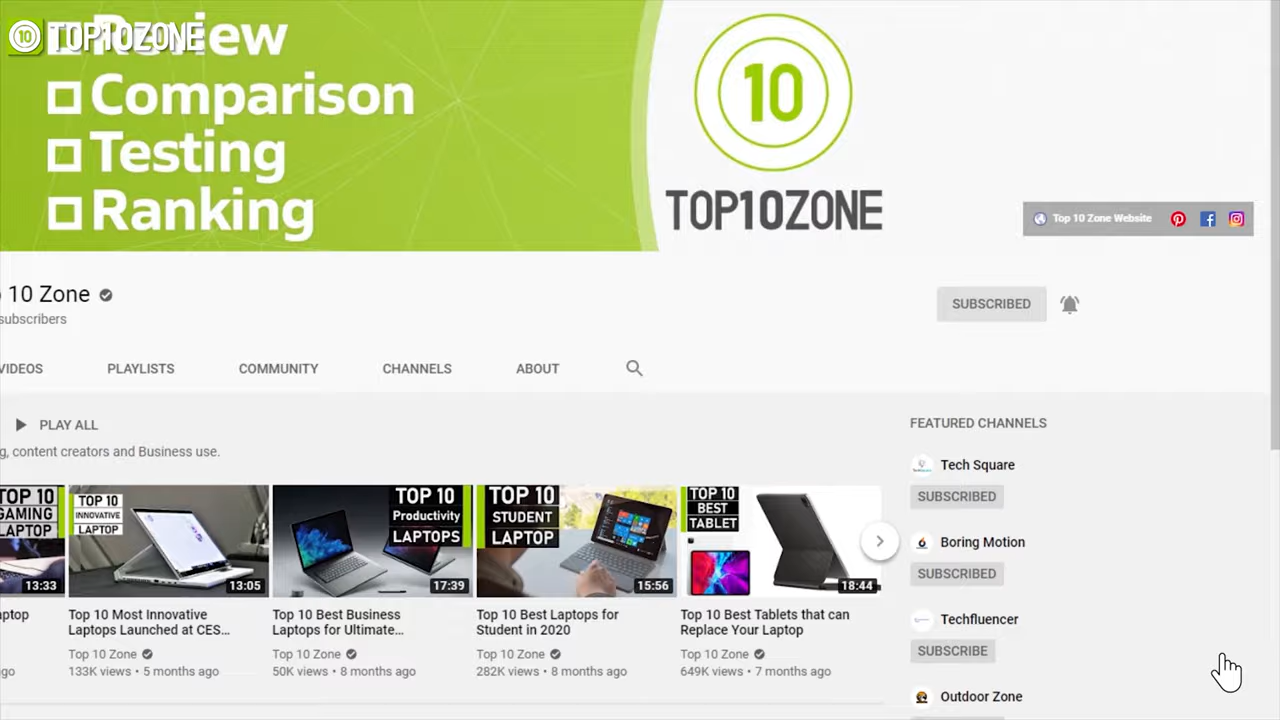 TOP10ZONE
Review
Comparison
Testing
Ranking
10
TOP10ZONE
Top 10 Zone Website
10 Zone
subscribers
SUBSCRIBED
VIDEOS
PLAYLISTS
COMMUNITY
CHANNELS
ABOUT
PLAY ALL
g, content creators and Business use.
TOP 10
GAMING
LAPTOP
13:33
TOP 10
INNOVATIVE
LAPTOP
13:05
TOP 10
Productivity
LAPTOPS
17:39
TOP 10
STUDENT
LAPTOP
15:56
TOP 10
BEST
TABLET
18:44
aptop
go
Top 10 Most Innovative
Laptops Launched at CES...
Top 10 Zone
133K views • 5 months ago
Top 10 Best Business
Laptops for Ultimate...
Top 10 Zone
50K views • 8 months ago
Top 10 Best Laptops for
Student in 2020
Top 10 Zone
282K views • 8 months ago
Top 10 Best Tablets that can
Replace Your Laptop
Top 10 Zone
649K views • 7 months ago
FEATURED CHANNELS
Tech Square
SUBSCRIBED
Boring Motion
SUBSCRIBED
Techfluencer
SUBSCRIBE
Outdoor Zone